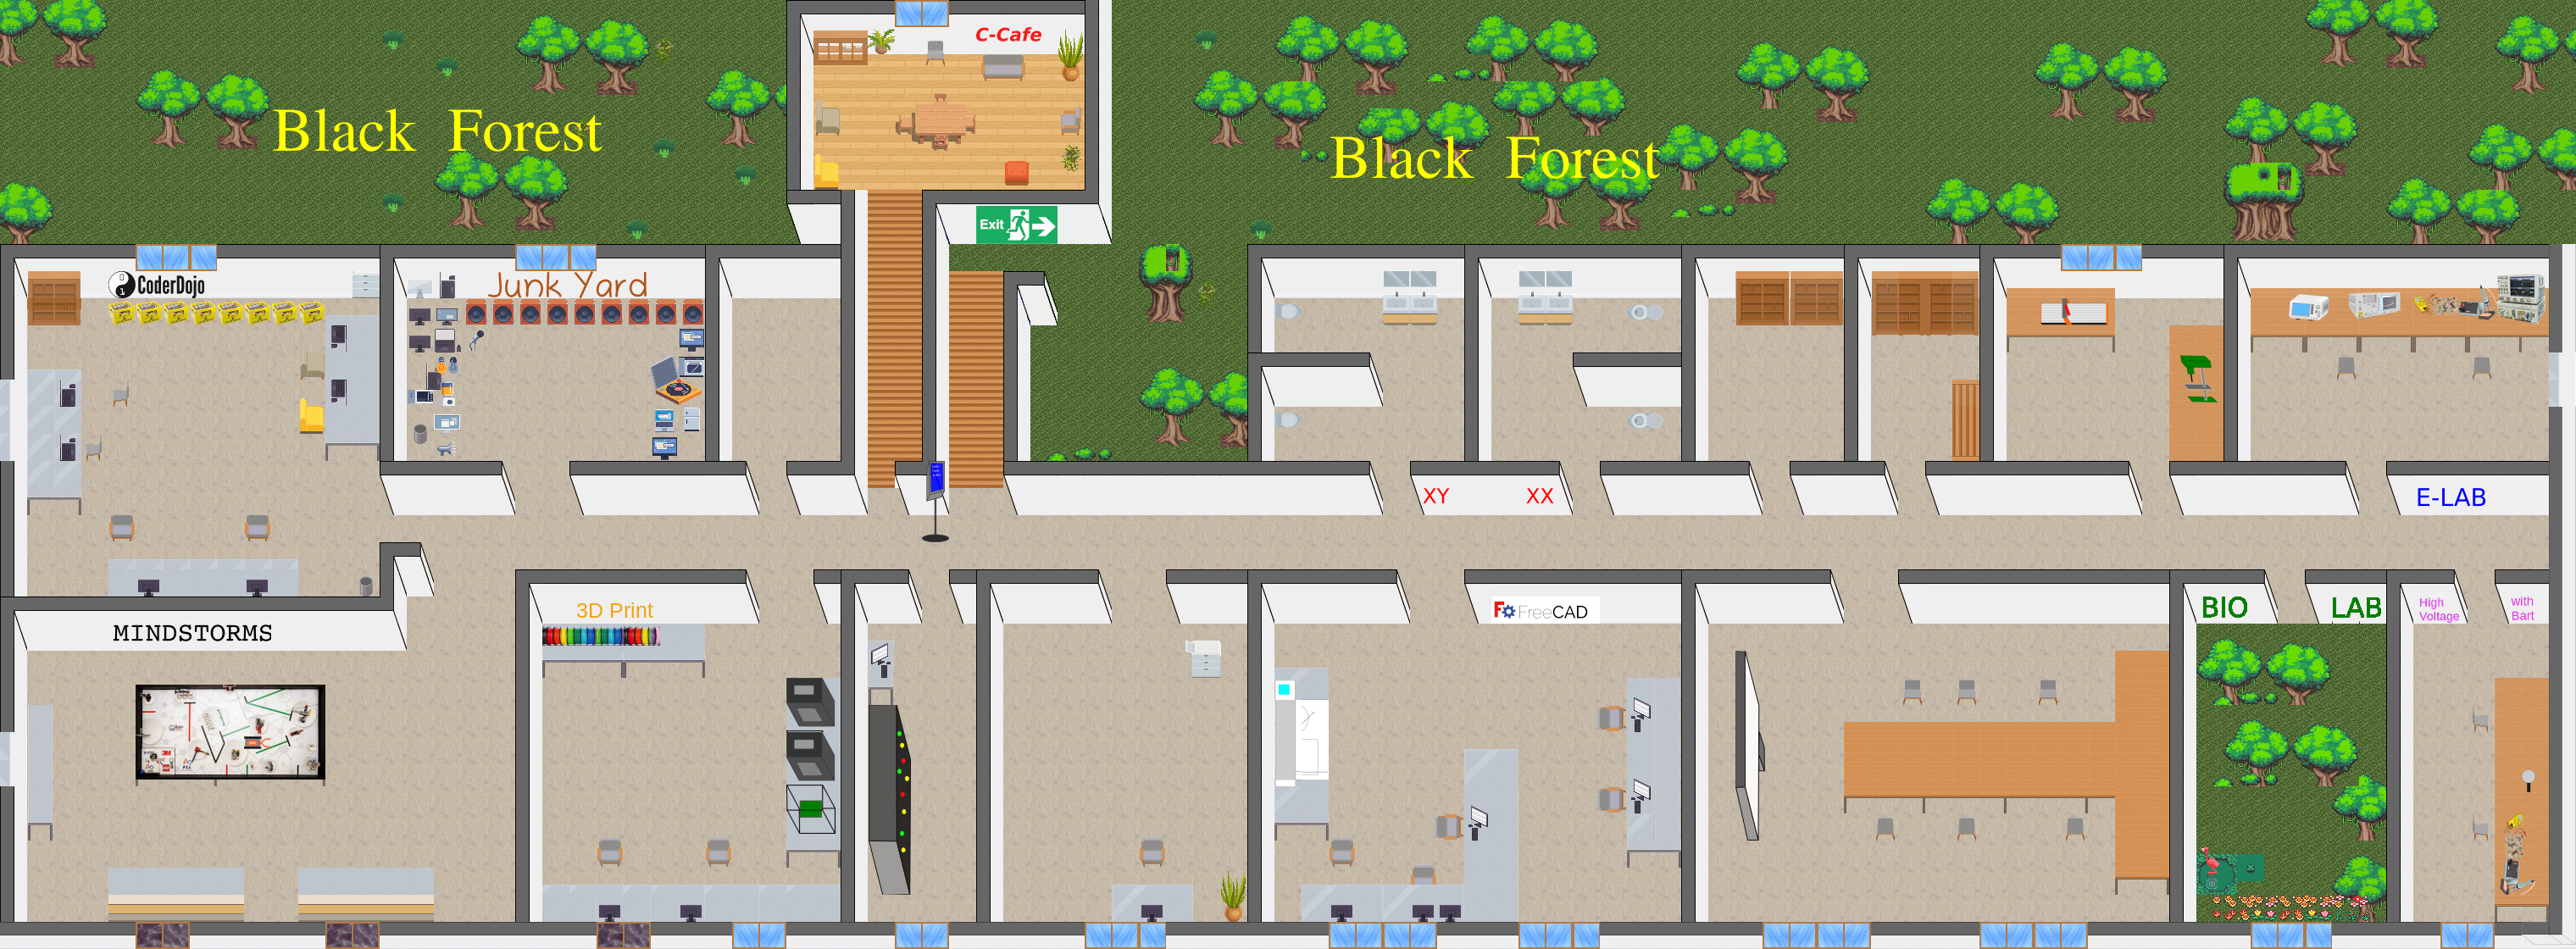 C-Cafe
Black Forest
Black Forest
Exit
CoderDojo
Junk Yard
XY
XX
E-LAB
3D Print
FreeCAD
BIO
LAB
High
Voltage
with
Bart
MINDSTORMS